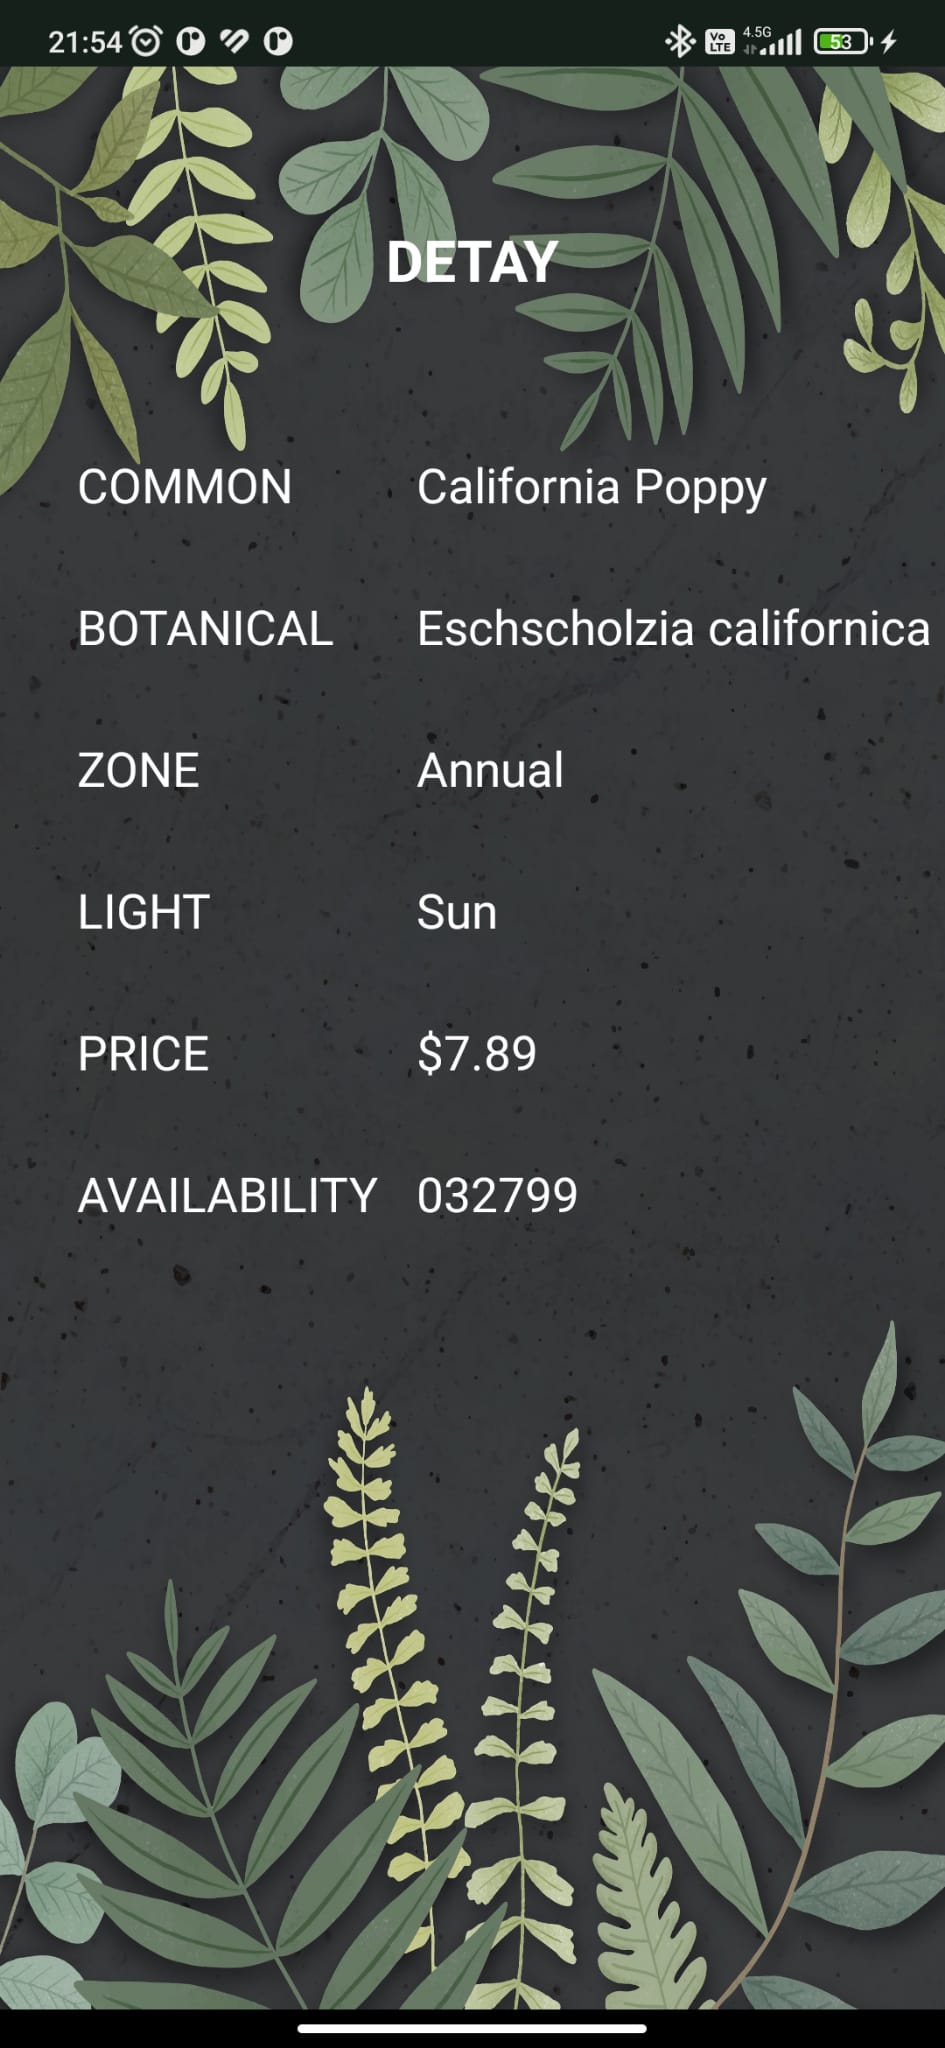 21:54 Vo LTE 4.5G 53
DETAY
COMMON California Poppy
BOTANICAL Eschscholzia californica
ZONE Annual
LIGHT Sun
PRICE $7.89
AVAILABILITY 032799